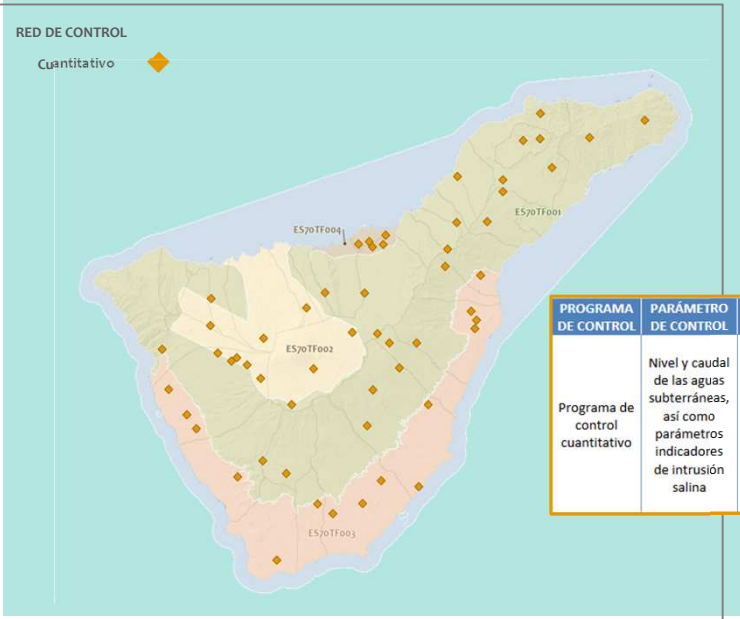 RED DE CONTROL
Cuantitativo
ES70TF004
ES70TF001
ES70TF002
ES70TF003
PROGRAMA
DE CONTROL
PARÁMETRO
DE CONTROL
Programa de
control
cuantitativo
Nivel y caudal
de las aguas
subterráneas,
así como
parámetros
indicadores
de intrusión
salina